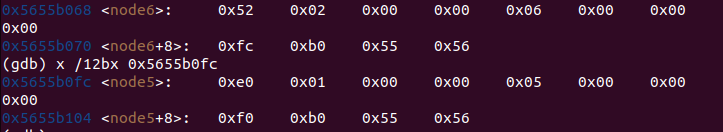 0x5655b068 <node6>: 0x52 0x02 0x00 0x00 0x06 0x00 0x00
0x00
0x5655b070 <node6+8>: 0xfc 0xb0 0x55 0x56
(gdb) x /12bx 0x5655b0fc
0x5655b0fc <node5>: 0xe0 0x01 0x00 0x00 0x05 0x00 0x00
0x00
0x5655b104 <node5+8>: 0xf0 0xb0 0x55 0x56